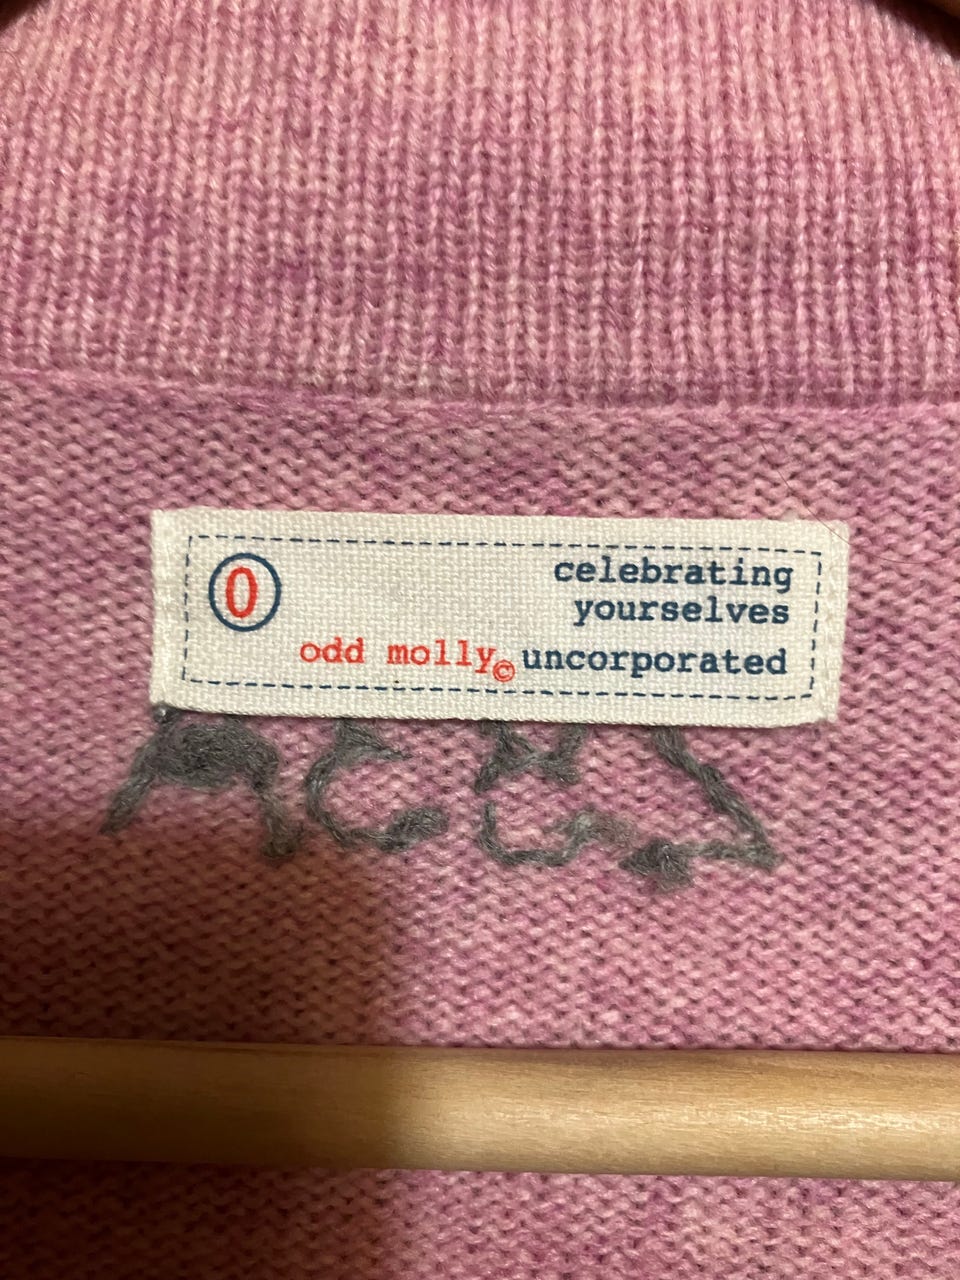 0
celebrating
yourselves
odd molly© uncorporated